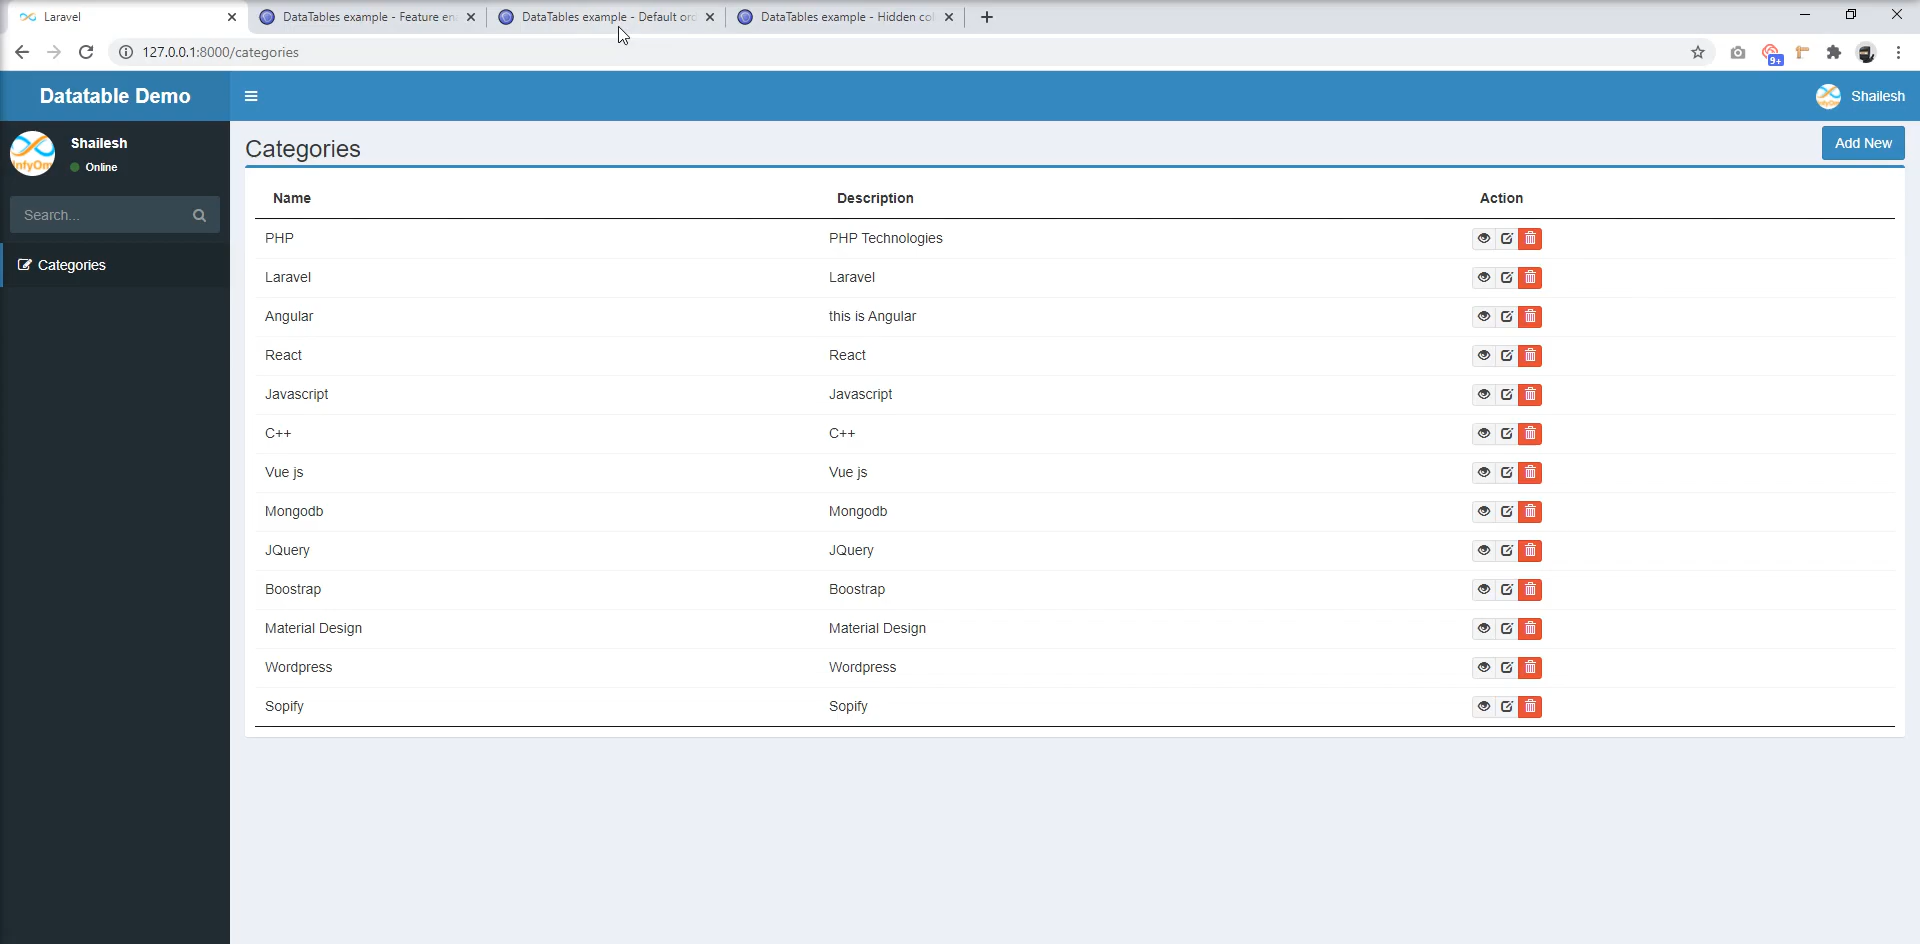 Laravel
DataTables example - Feature en
DataTables example - Default ord
DataTables example - Hidden col
127.0.0.1:8000/categories
9+
Datatable Demo
Shailesh
InfyOm
Shailesh
Online
Categories
Add New
Search...
Categories
Name Description Action
PHP PHP Technologies
Laravel Laravel
Angular this is Angular
React React
Javascript Javascript
C++ C++
Vue js Vue js
Mongodb Mongodb
JQuery JQuery
Boostrap Boostrap
Material Design Material Design
Wordpress Wordpress
Sopify Sopify